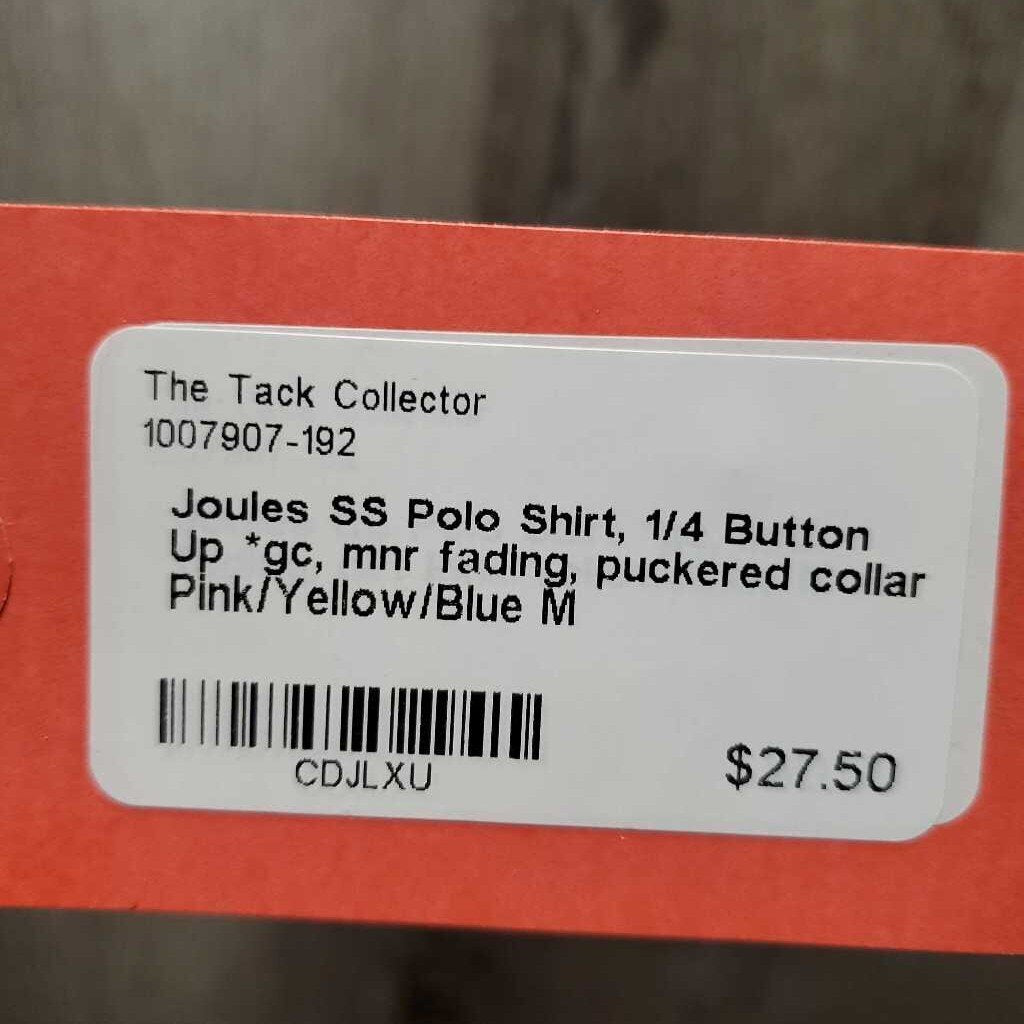 The Tack Collector
1007907-192
Joules SS Polo Shirt, 1/4 Button
Up *gc, mnr fading, puckered collar
Pink/Yellow/Blue M
CDJLXU
$27.50